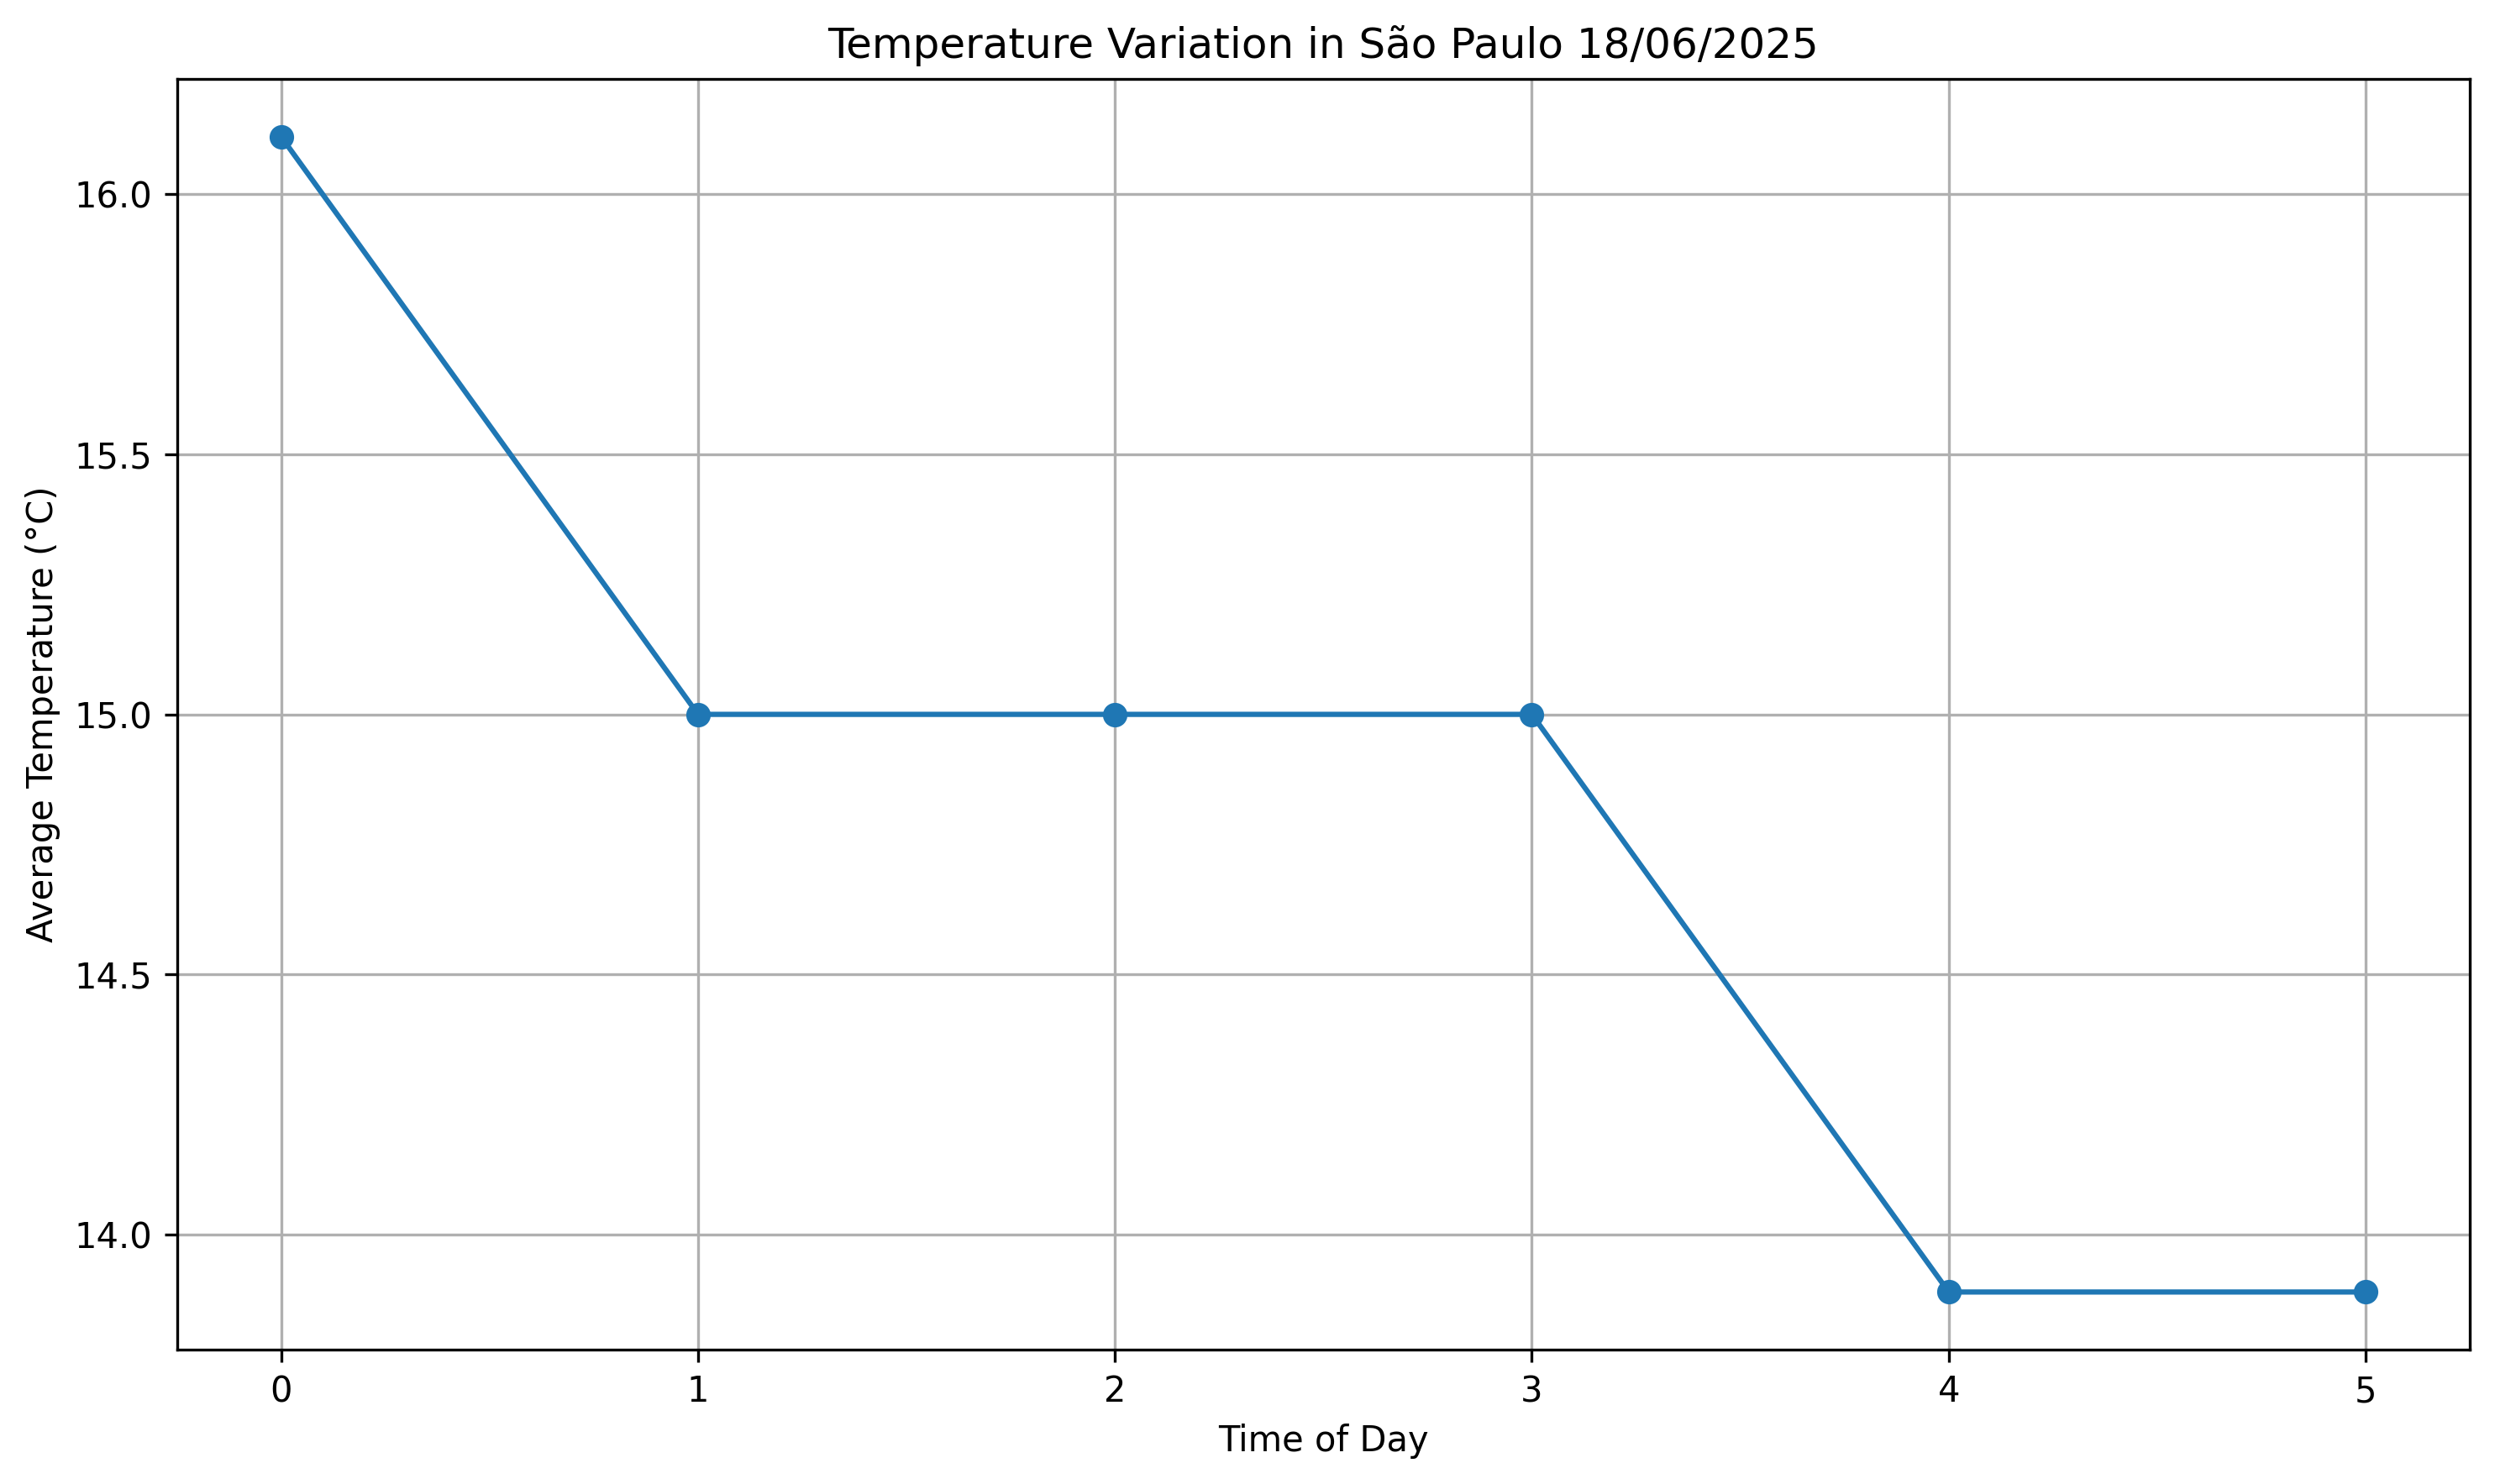 Temperature Variation in São Paulo 18/06/2025
16.0
15.5
15.0
14.5
14.0
Average Temperature (°C)
0 1 2 3 4 5
Time of Day